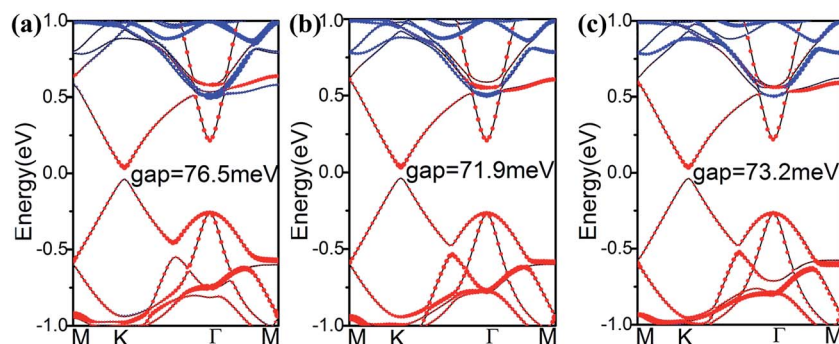 (a) (b) (c)
1.0 1.0 1.0
0.5 0.5 0.5
0.0 0.0 0.0
-0.5 -0.5 -0.5
-1.0 -1.0 -1.0
Energy(eV) Energy(eV) Energy(eV)
gap=76.5meV gap=71.9meV gap=73.2meV
M K Γ M M K Γ M M K Γ M